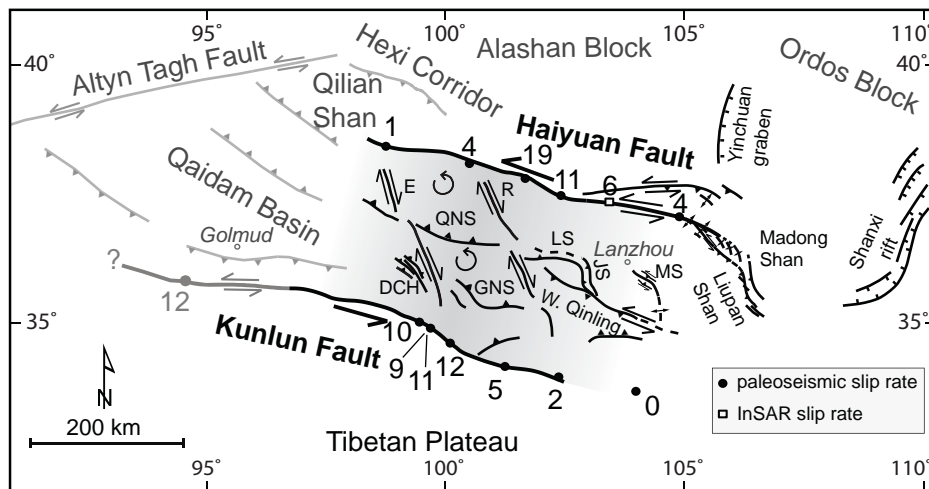 95° 100° 105° 110°
40° 40°
Altyn Tagh Fault
Hexi Corridor
Alashan Block
Ordos Block
Qilian
Shan
Haiyuan Fault
Yinchuan
graben
1
4
19
11
6
4
E
R
Qaidam Basin
QNS
Golmud
LS
Lanzhou
JS
MS
Madong
Shan
Liupan
Shan
Shanxi
rift
?
12
DCH
GNS
W. Qinling
35° 35°
Kunlun Fault
10
9
11
12
5
2
0
N
200 km
Tibetan Plateau
paleoseismic slip rate
InSAR slip rate
95° 100° 105° 110°